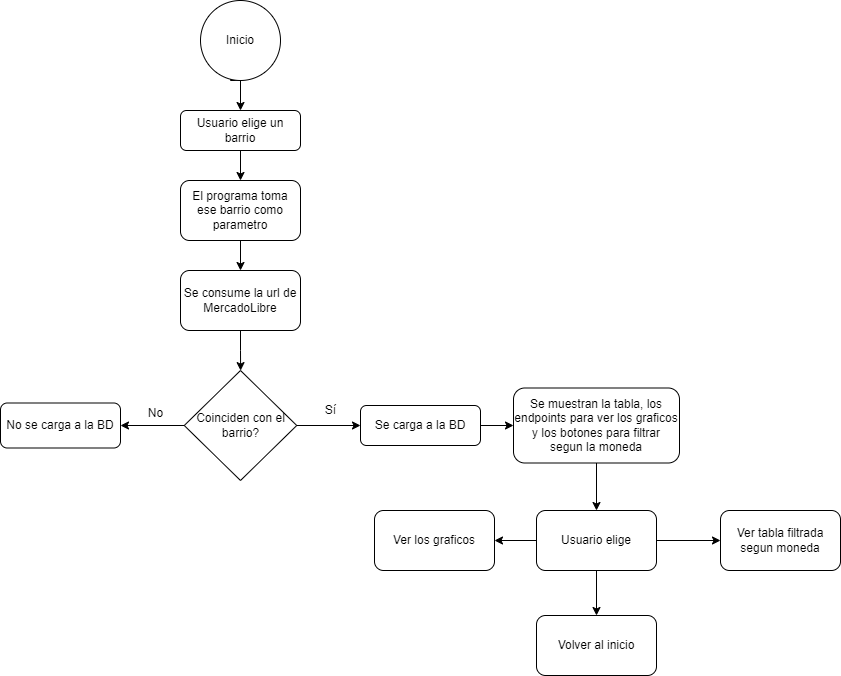 Inicio
Usuario elige un
barrio
El programa toma
ese barrio como
parametro
Se consume la url de
MercadoLibre
Coinciden con el
barrio?
No
No se carga a la BD
Sí
Se carga a la BD
Se muestran la tabla, los
endpoints para ver los graficos
y los botones para filtrar
segun la moneda
Usuario elige
Ver los graficos
Ver tabla filtrada
segun moneda
Volver al inicio